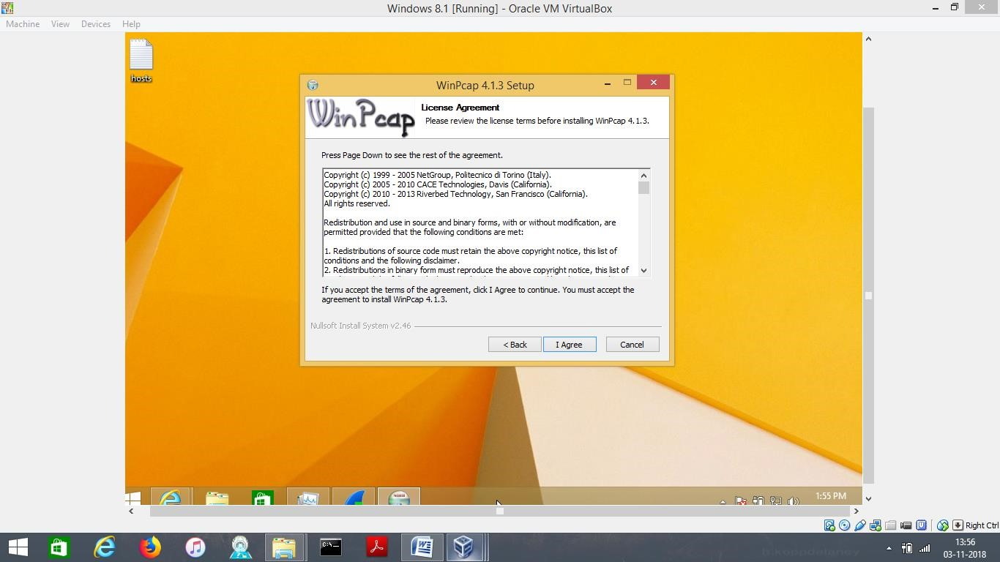 Windows 8.1 [Running] - Oracle VM VirtualBox
Machine View Devices Help
hosts
WinPcap 4.1.3 Setup
WinPcap
License Agreement
Please review the license terms before installing WinPcap 4.1.3.
Press Page Down to see the rest of the agreement.
Copyright (c) 1999 - 2005 NetGroup, Politecnico di Torino (Italy).
Copyright (c) 2005 - 2010 CACE Technologies, Davis (California).
Copyright (c) 2010 - 2013 Riverbed Technology, San Francisco (California).
All rights reserved.
Redistribution and use in source and binary forms, with or without modification, are
permitted provided that the following conditions are met:
1. Redistributions of source code must retain the above copyright notice, this list of
conditions and the following disclaimer.
2. Redistributions in binary form must reproduce the above copyright notice, this list of
If you accept the terms of the agreement, click I Agree to continue. You must accept the
agreement to install WinPcap 4.1.3.
Nullsoft Install System v2.46
< Back I Agree Cancel
1:55 PM
Right Ctrl
b.koppdelaney
13:56
03-11-2018